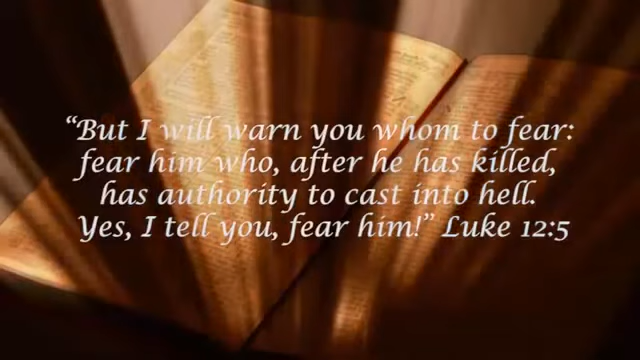 “But I will warn you whom to fear:
fear him who, after he has killed,
has authority to cast into hell.
Yes, I tell you, fear him!” Luke 12:5